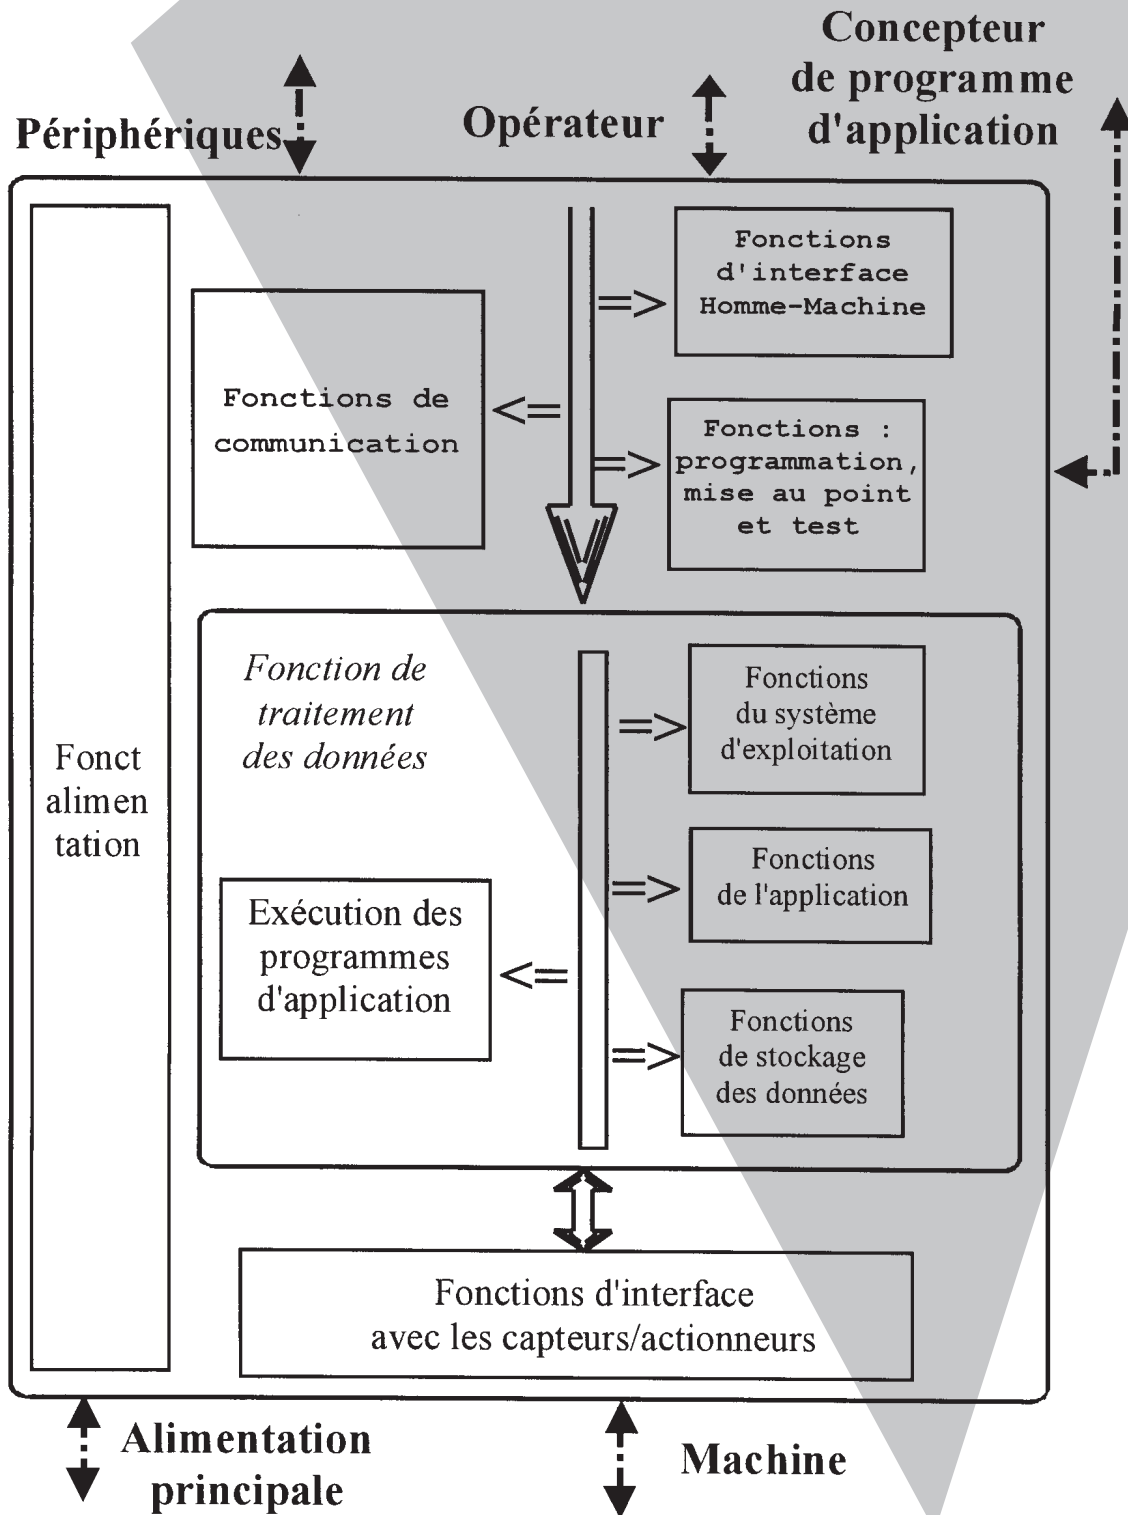 Concepteur
de programme
d'application
Périphériques
Opérateur
Fonctions
d'interface
Homme-Machine
Fonctions de
communication
Fonctions :
programmation,
mise au point
et test
Fonction de
traitement
des données
Fonctions
du système
d'exploitation
Fonct
alimen
tation
Fonctions
de l'application
Exécution des
programmes
d'application
Fonctions
de stockage
des données
Fonctions d'interface
avec les capteurs/actionneurs
Alimentation
principale
Machine